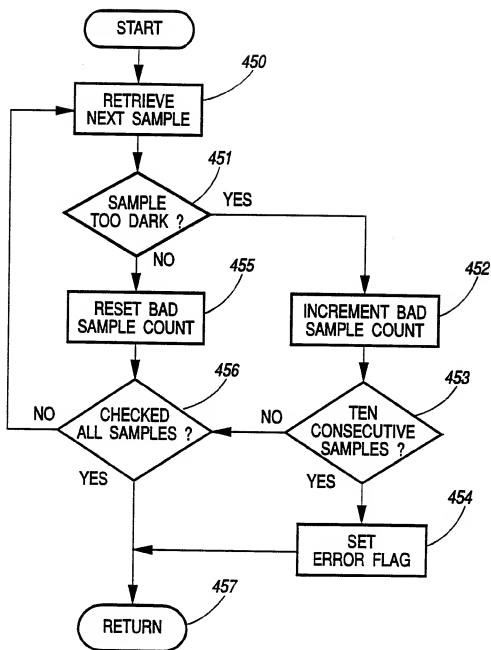 START
450
RETRIEVE
NEXT SAMPLE
451
SAMPLE
TOO DARK ?
YES
NO
455
RESET BAD
SAMPLE COUNT
452
INCREMENT BAD
SAMPLE COUNT
456
NO
CHECKED
ALL SAMPLES ?
YES
453
NO
TEN
CONSECUTIVE
SAMPLES ?
YES
454
SET
ERROR FLAG
457
RETURN